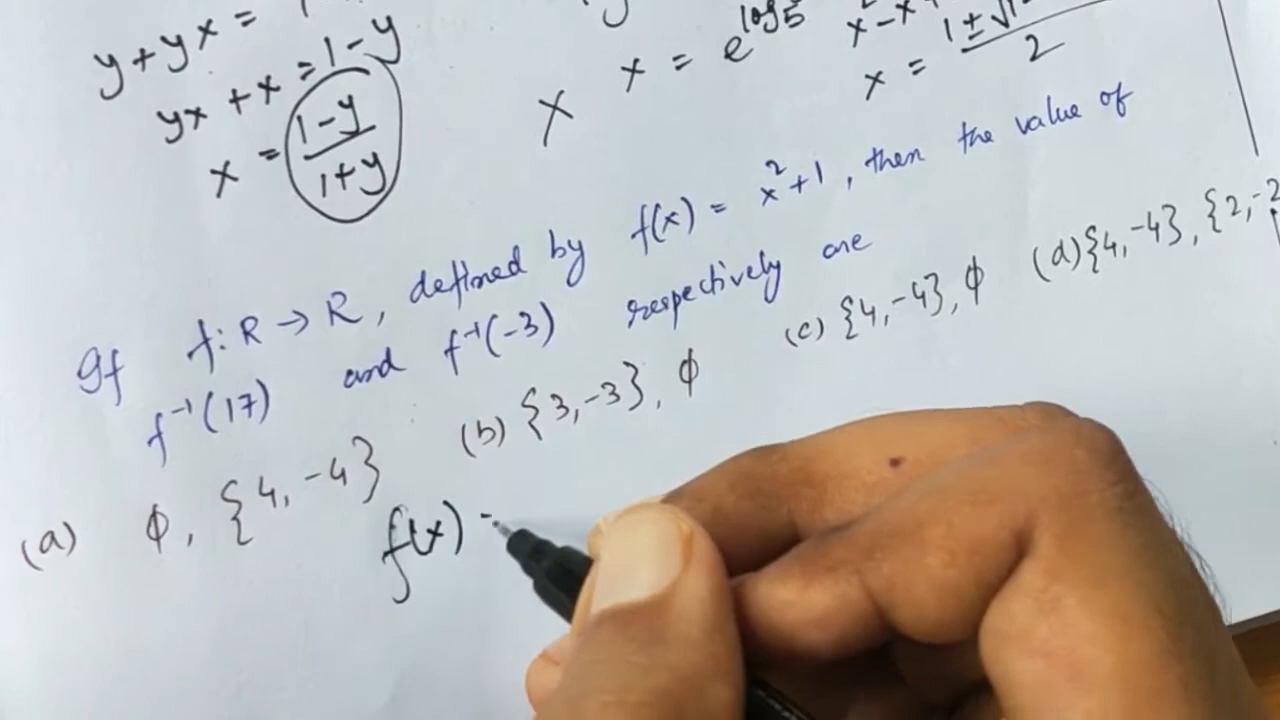 y+yx =
yx + x = 1-y
x = 1-y / 1+y
x x = e^log5
x = 1±√1 / 2
If f: R → R, defined by f(x) = x²+1, then the value of
f⁻¹(17) and f⁻¹(-3) respectively are
(a) ϕ, {4, -4} (b) {3, -3}, ϕ (c) {4, -4}, ϕ (d) {4, -4}, {2, -2
f(x)